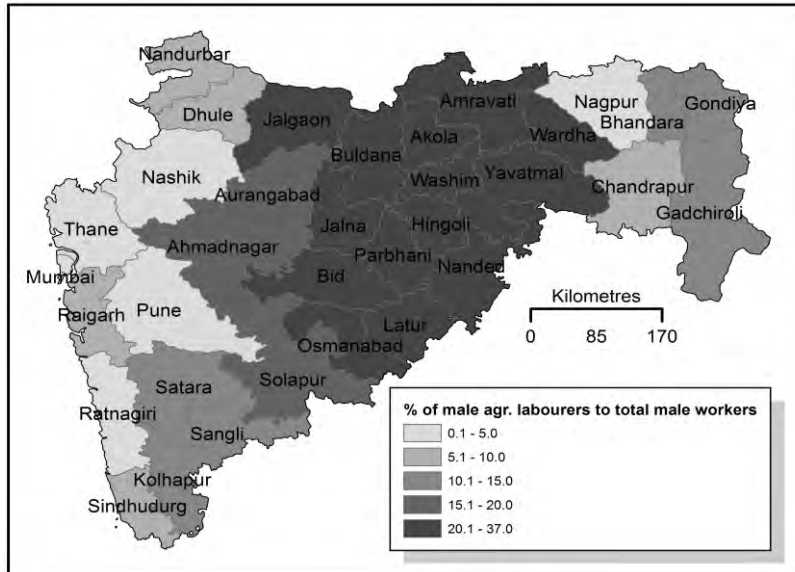 Nandurbar
Dhule
Jalgaon
Amravati
Nagpur
Gondiya
Bhandara
Akola
Wardha
Buldana
Nashik
Washim
Yavatmal
Aurangabad
Chandrapur
Thane
Jalna
Hingoli
Gadchiroli
Ahmadnagar
Parbhani
Mumbai
Bid
Nanded
Raigarh
Pune
Latur
Osmanabad
Solapur
Satara
Ratnagiri
Sangli
Kolhapur
Sindhudurg
Kilometres
0 85 170
% of male agr. labourers to total male workers
0.1 - 5.0
5.1 - 10.0
10.1 - 15.0
15.1 - 20.0
20.1 - 37.0